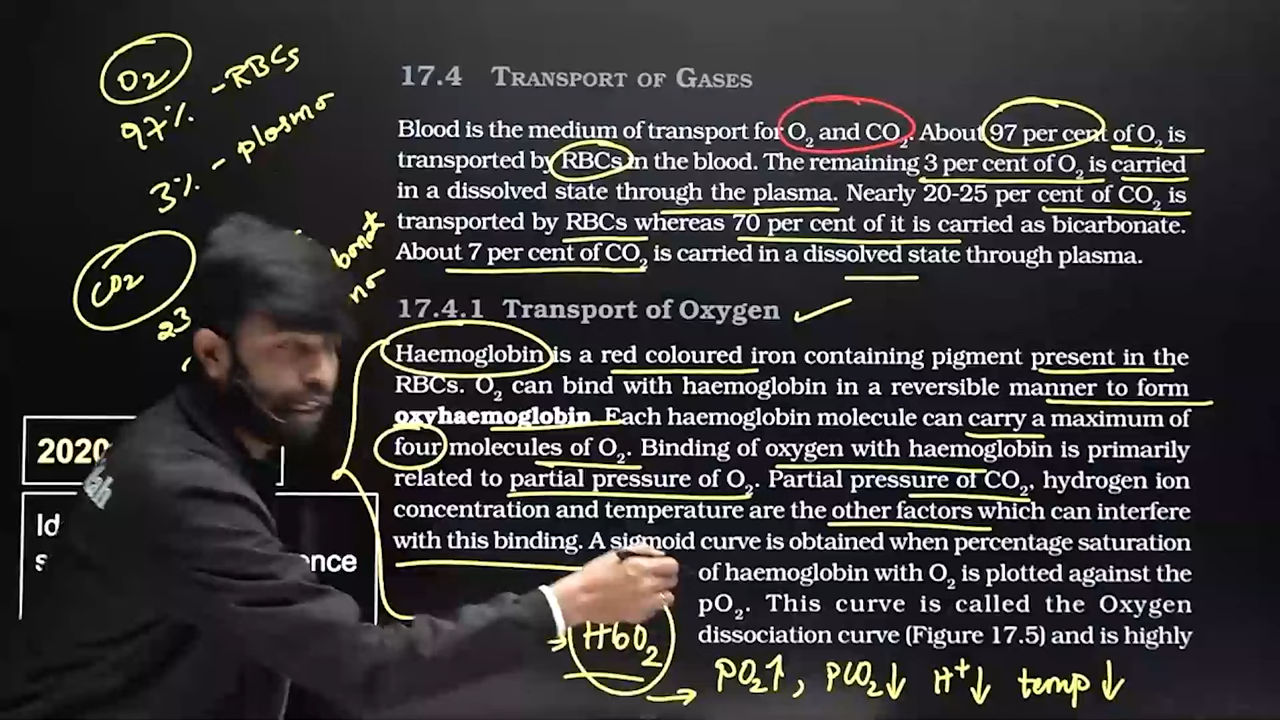 O2
97% - RBCs
3% - plasma
CO2
23
bonat
17.4 TRANSPORT OF GASES
Blood is the medium of transport for O₂ and CO₂. About 97 per cent of O₂ is
transported by RBCs in the blood. The remaining 3 per cent of O₂ is carried
in a dissolved state through the plasma. Nearly 20-25 per cent of CO₂ is
transported by RBCs whereas 70 per cent of it is carried as bicarbonate.
About 7 per cent of CO₂ is carried in a dissolved state through plasma.
17.4.1 Transport of Oxygen
Haemoglobin is a red coloured iron containing pigment present in the
RBCs. O₂ can bind with haemoglobin in a reversible manner to form
oxyhaemoglobin. Each haemoglobin molecule can carry a maximum of
four molecules of O₂. Binding of oxygen with haemoglobin is primarily
related to partial pressure of O₂. Partial pressure of CO₂, hydrogen ion
concentration and temperature are the other factors which can interfere
with this binding. A sigmoid curve is obtained when percentage saturation
of haemoglobin with O₂ is plotted against the
pO₂. This curve is called the Oxygen
dissociation curve (Figure 17.5) and is highly
2020
Id
s ence
HbO₂
PO₂↑, PCO₂↓ H⁺↓ temp↓